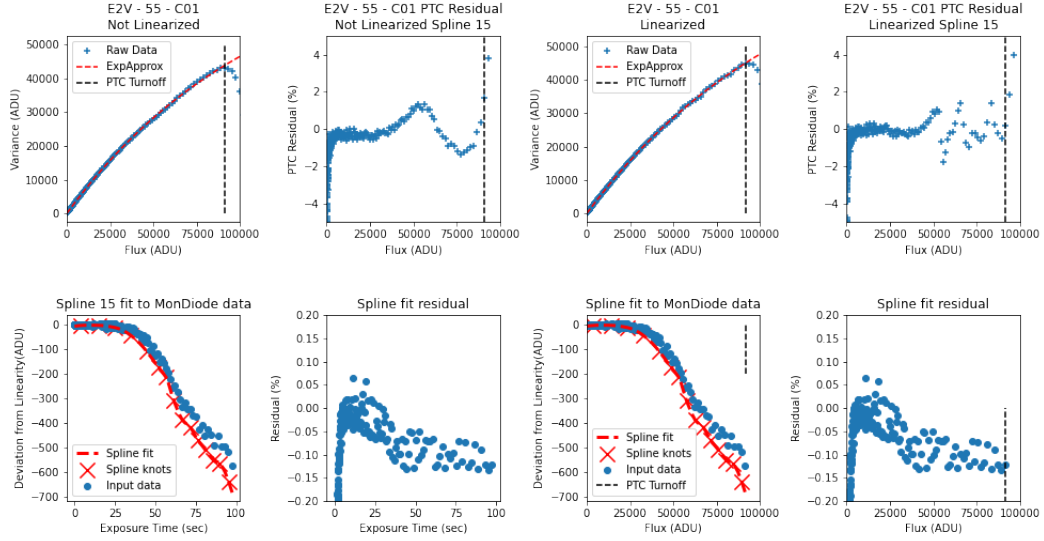 E2V - 55 - C01
Not Linearized
Variance (ADU)
50000
40000
30000
20000
10000
0
Raw Data
ExpApprox
PTC Turnoff
0 25000 50000 75000 100000
Flux (ADU)
E2V - 55 - C01 PTC Residual
Not Linearized Spline 15
PTC Residual (%)
4
2
0
−2
−4
0 25000 50000 75000 100000
Flux (ADU)
E2V - 55 - C01
Linearized
Variance (ADU)
50000
40000
30000
20000
10000
0
Raw Data
ExpApprox
PTC Turnoff
0 25000 50000 75000 100000
Flux (ADU)
E2V - 55 - C01 PTC Residual
Linearized Spline 15
PTC Residual (%)
4
2
0
−2
−4
0 25000 50000 75000 100000
Flux (ADU)
Spline 15 fit to MonDiode data
Deviation from Linearity(ADU)
0
−100
−200
−300
−400
−500
−600
−700
Spline fit
Spline knots
Input data
0 25 50 75 100
Exposure Time (sec)
Spline fit residual
Residual (%)
0.20
0.15
0.10
0.05
0.00
−0.05
−0.10
−0.15
−0.20
0 25 50 75 100
Exposure Time (sec)
Spline fit to MonDiode data
Deviation from Linearity(ADU)
0
−100
−200
−300
−400
−500
−600
−700
Spline fit
Spline knots
Input data
PTC Turnoff
0 25000 50000 75000 100000
Flux (ADU)
Spline fit residual
Residual (%)
0.20
0.15
0.10
0.05
0.00
−0.05
−0.10
−0.15
−0.20
0 25000 50000 75000 100000
Flux (ADU)